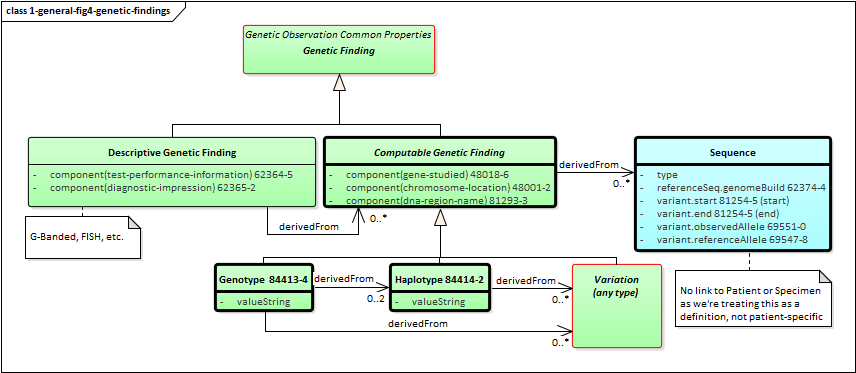 class 1-general-fig4-genetic-findings
Genetic Observation Common Properties
Genetic Finding
Descriptive Genetic Finding
- component(test-performance-information) 62364-5
- component(diagnostic-impression) 62365-2
Computable Genetic Finding
- component(gene-studied) 48018-6
- component(chromosome-location) 48001-2
- component(dna-region-name) 81293-3
derivedFrom
0..*
Sequence
- type
- referenceSeq.genomeBuild 62374-4
- variant.start 81254-5 (start)
- variant.end 81254-5 (end)
- variant.observedAllele 69551-0
- variant.referenceAllele 69547-8
G-Banded, FISH, etc.
derivedFrom
0..*
Genotype 84413-4
- valueString
derivedFrom
0..2
Haplotype 84414-2
- valueString
derivedFrom
0..*
Variation
(any type)
derivedFrom
0..*
No link to Patient or Specimen
as we're treating this as a
definition, not patient-specific